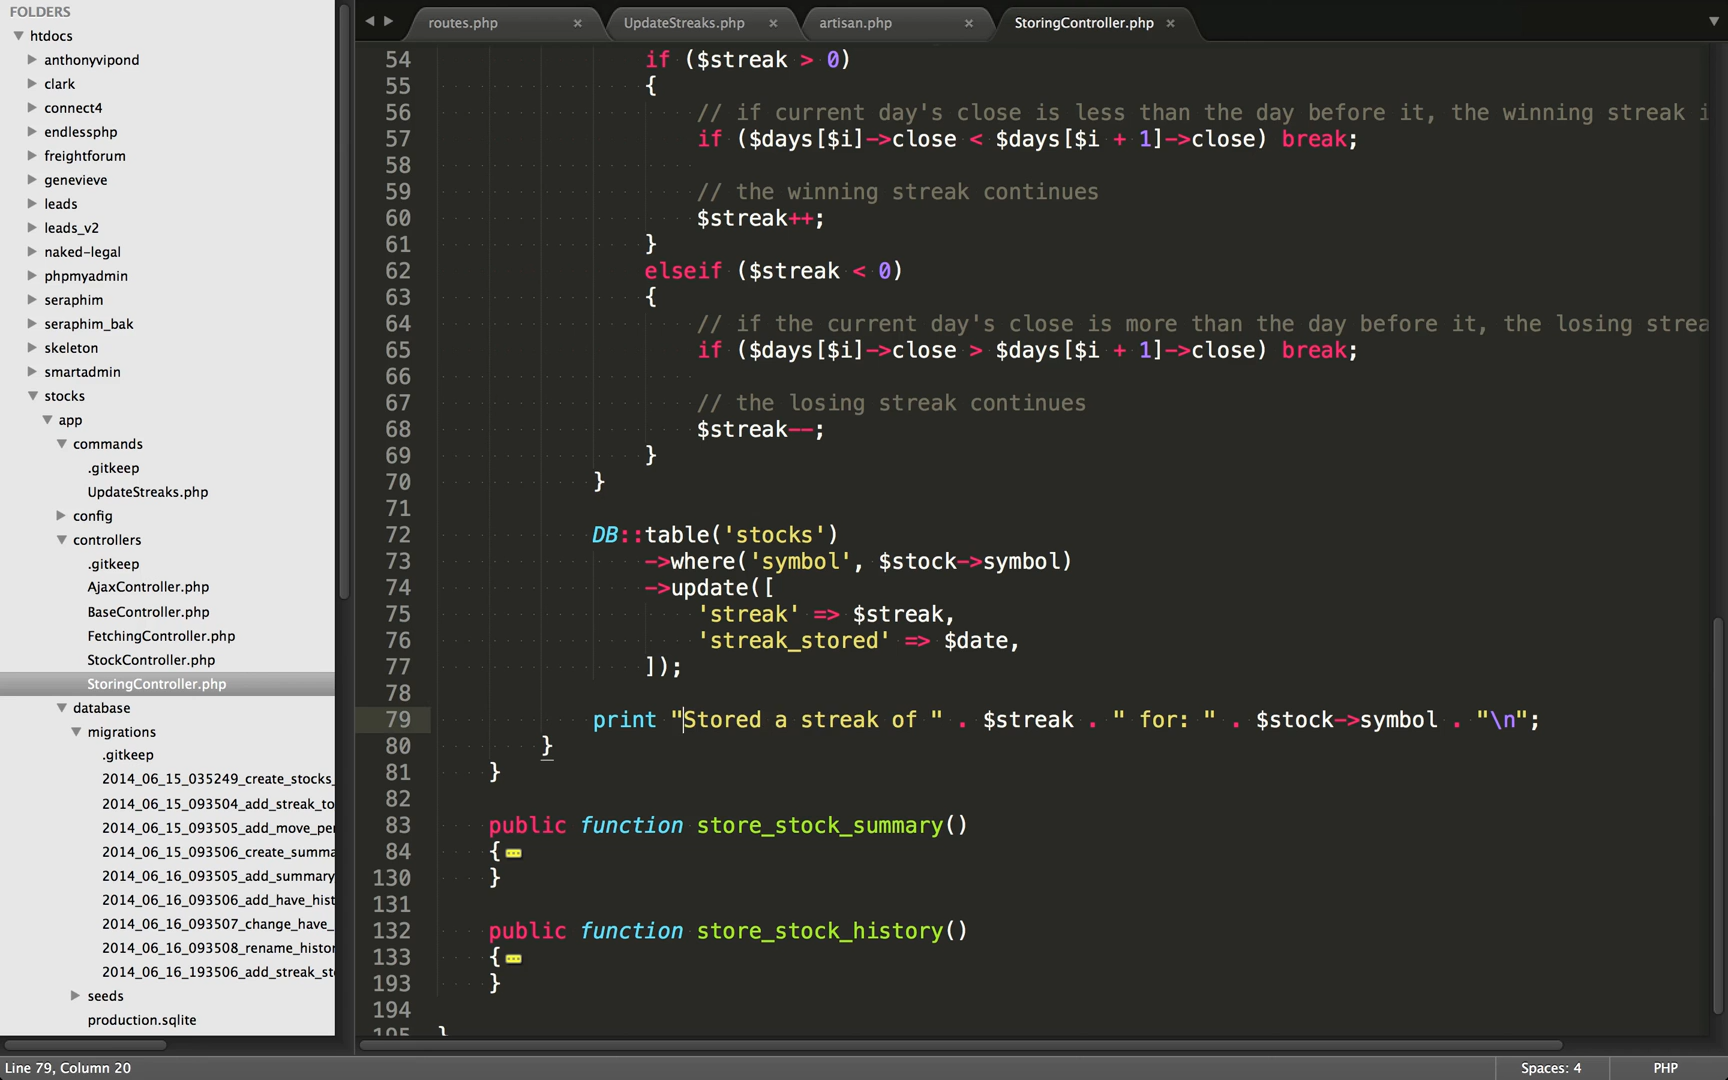 FOLDERS
htdocs
anthonyvipond
clark
connect4
endlessphp
freightforum
genevieve
leads
leads_v2
naked-legal
phpmyadmin
seraphim
seraphim_bak
skeleton
smartadmin
stocks
app
commands
.gitkeep
UpdateStreaks.php
config
controllers
.gitkeep
AjaxController.php
BaseController.php
FetchingController.php
StockController.php
StoringController.php
database
migrations
.gitkeep
2014_06_15_035249_create_stocks_
2014_06_15_093504_add_streak_to
2014_06_15_093505_add_move_per
2014_06_15_093506_create_summa
2014_06_16_093505_add_summary
2014_06_16_093506_add_have_hist
2014_06_16_093507_change_have_
2014_06_16_093508_rename_histor
2014_06_16_193506_add_streak_st
seeds
production.sqlite
routes.php × UpdateStreaks.php × artisan.php × StoringController.php ×
54 if ($streak > 0)
55 {
56 // if current day's close is less than the day before it, the winning streak i
57 if ($days[$i]->close < $days[$i + 1]->close) break;
58
59 // the winning streak continues
60 $streak++;
61 }
62 elseif ($streak < 0)
63 {
64 // if the current day's close is more than the day before it, the losing strea
65 if ($days[$i]->close > $days[$i + 1]->close) break;
66
67 // the losing streak continues
68 $streak--;
69 }
70 }
71
72 DB::table('stocks')
73 ->where('symbol', $stock->symbol)
74 ->update([
75 'streak' => $streak,
76 'streak_stored' => $date,
77 ]);
78
79 print "Stored a streak of " . $streak . " for: " . $stock->symbol . "\n";
80 }
81 }
82
83 public function store_stock_summary()
84 {
130 }
131
132 public function store_stock_history()
133 {
193 }
194
195 }
Line 79, Column 20
Spaces: 4
PHP